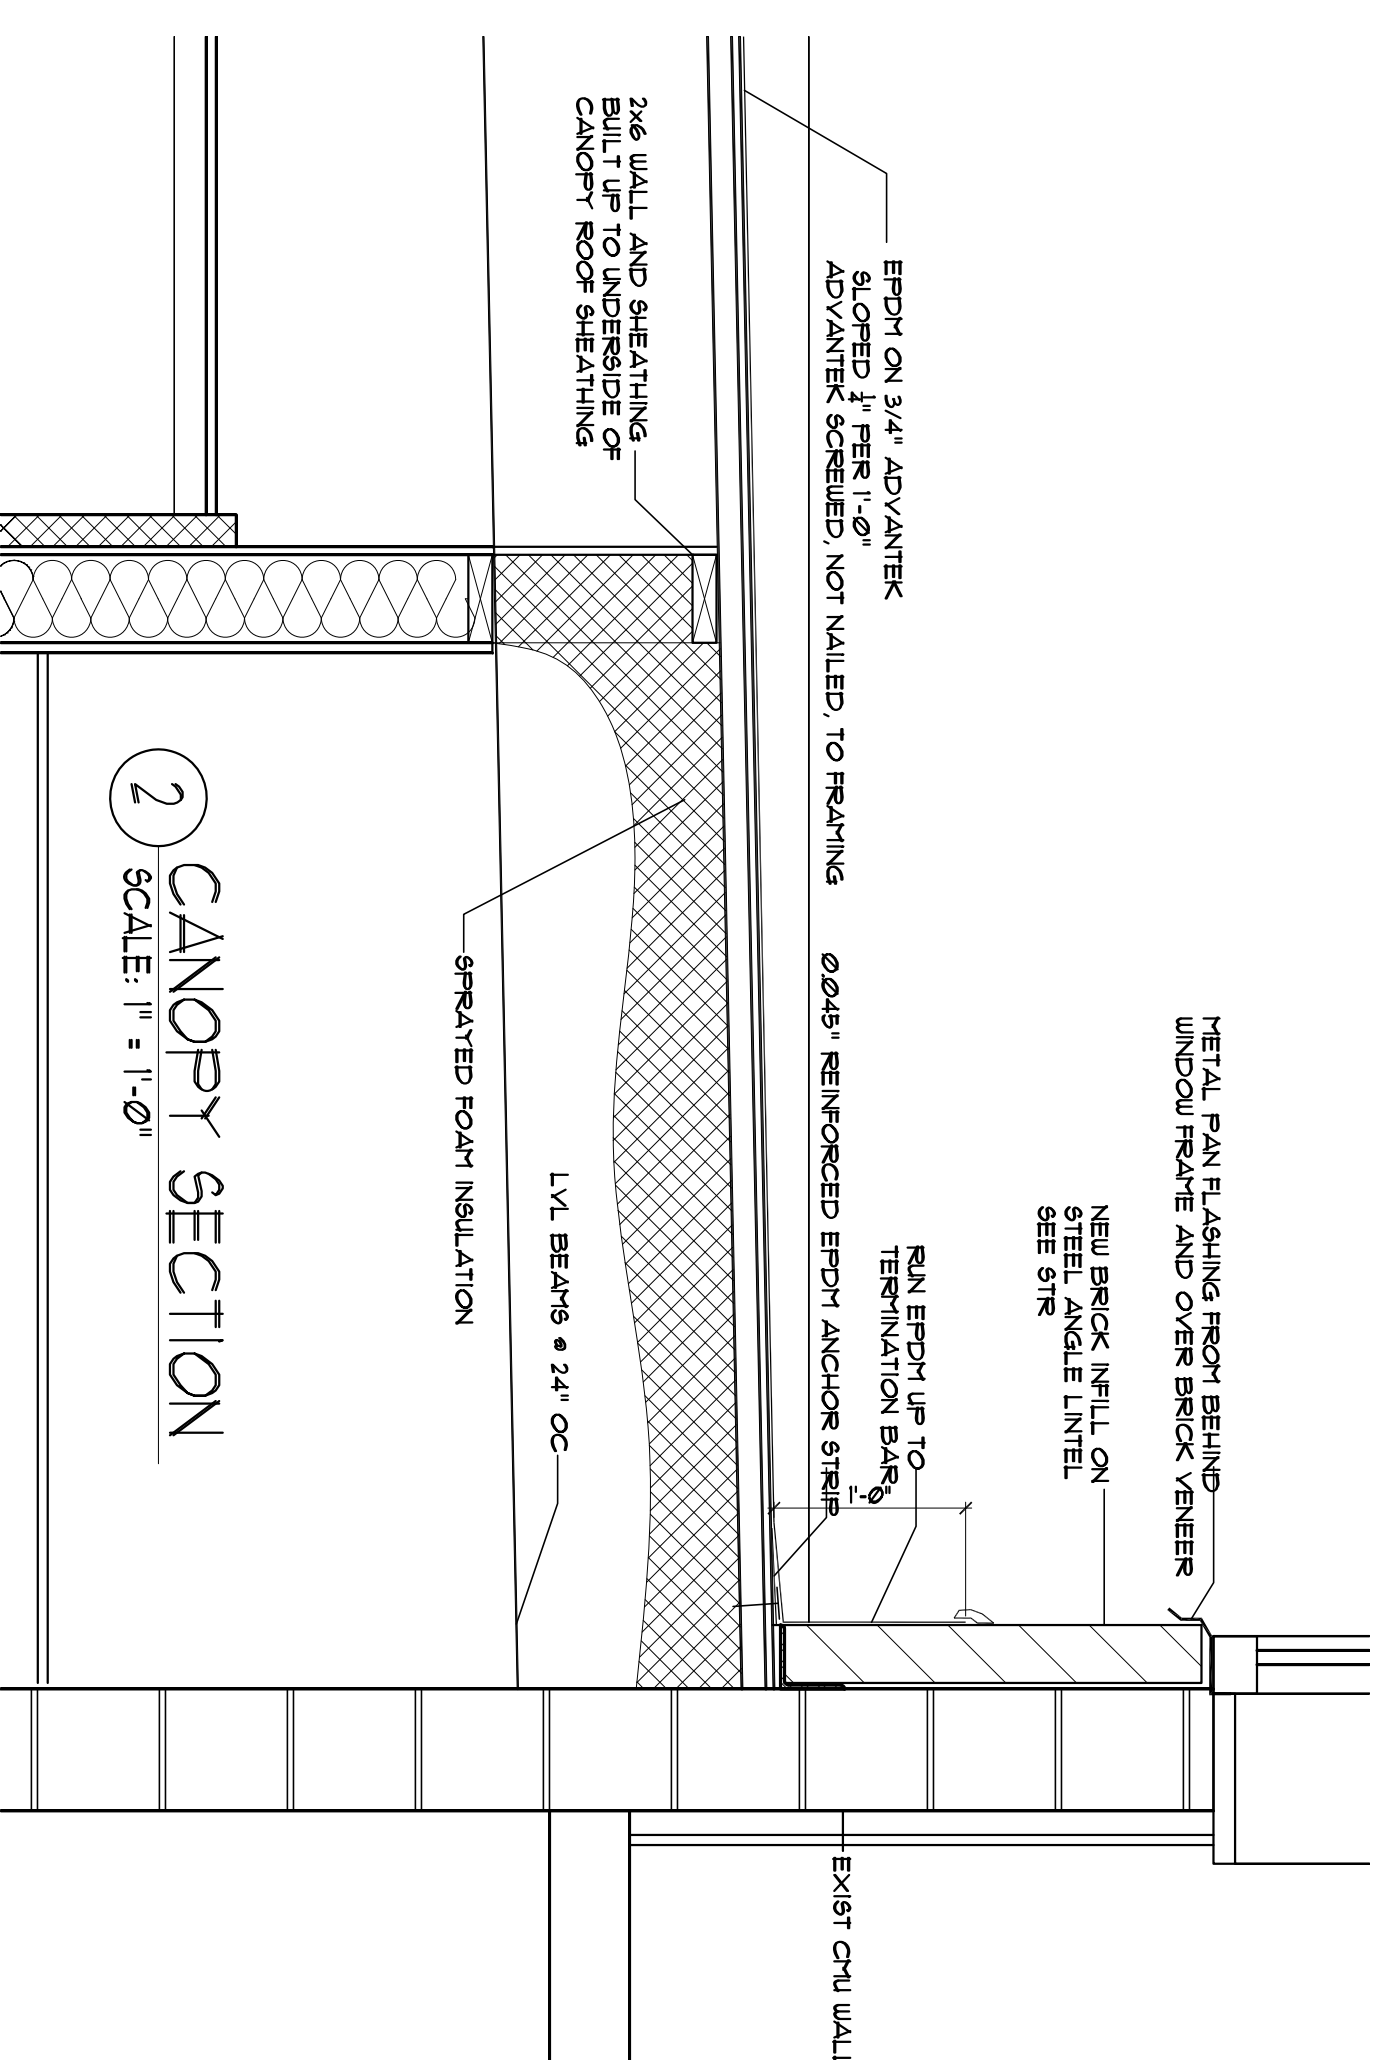 METAL PAN FLASHING FROM BEHIND
WINDOW FRAME AND OVER BRICK VENEER
NEW BRICK INFILL ON
STEEL ANGLE LINTEL
SEE STR
RUN EPDM UP TO
TERMINATION BAR
1'-0"
EPDM ON 3/4" ADVANTEK
SLOPED 1/4" PER 1'-0"
ADVANTEK SCREWED, NOT NAILED, TO FRAMING
0.045" REINFORCED EPDM ANCHOR STRIP
EXIST CMU WALL
2x6 WALL AND SHEATHING
BUILT UP TO UNDERSIDE OF
CANOPY ROOF SHEATHING
LVL BEAMS @ 24" OC
SPRAYED FOAM INSULATION
2
CANOPY SECTION
SCALE: 1" = 1'-0"